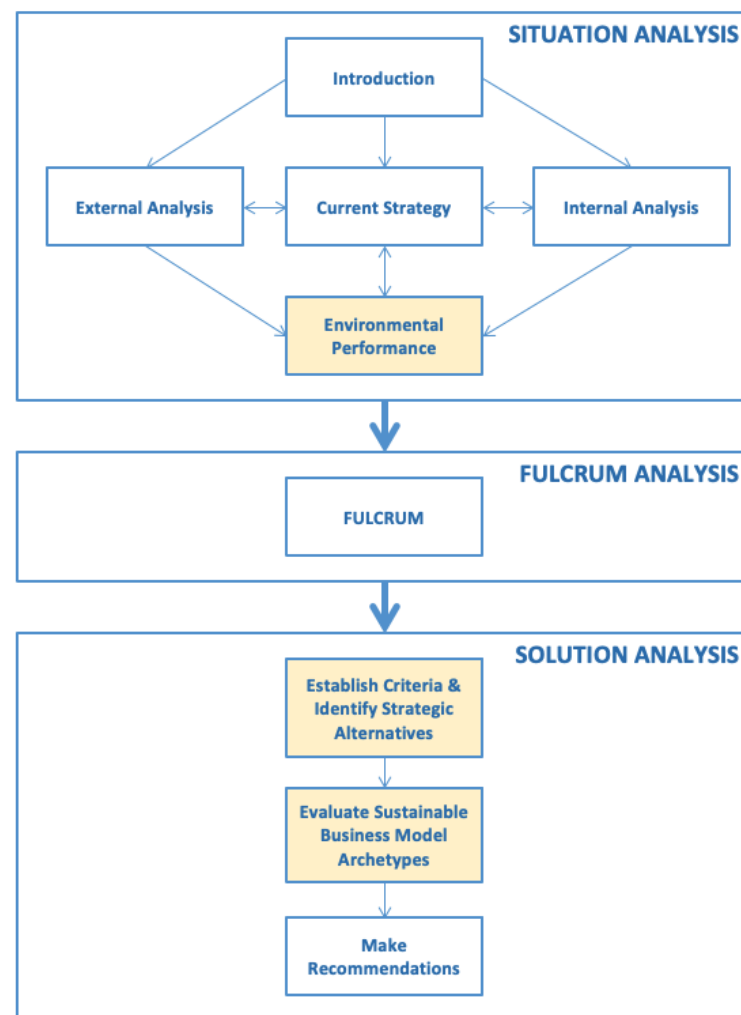 SITUATION ANALYSIS
Introduction
External Analysis
Current Strategy
Internal Analysis
Environmental
Performance
FULCRUM ANALYSIS
FULCRUM
SOLUTION ANALYSIS
Establish Criteria &
Identify Strategic
Alternatives
Evaluate Sustainable
Business Model
Archetypes
Make
Recommendations